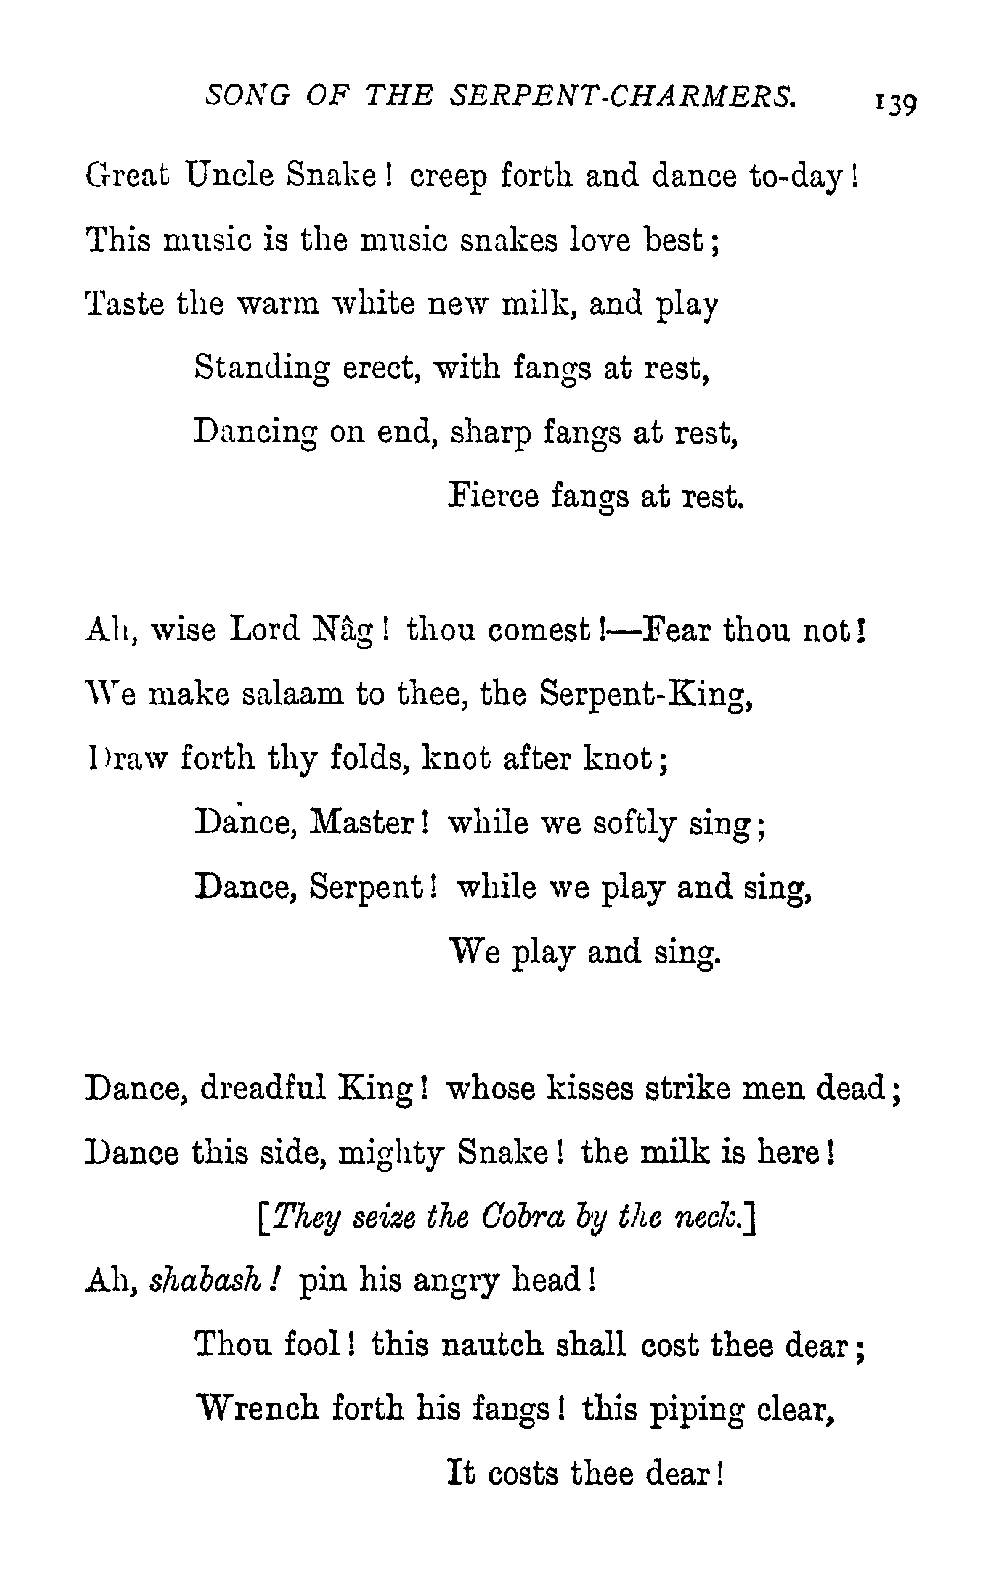 SONG OF THE SERPENT-CHARMERS. 139
Great Uncle Snake! creep forth and dance to-day!
This music is the music snakes love best;
Taste the warm white new milk, and play
Standing erect, with fangs at rest,
Dancing on end, sharp fangs at rest,
Fierce fangs at rest.
Ah, wise Lord Nâg! thou comest!—Fear thou not!
We make salaam to thee, the Serpent-King,
Draw forth thy folds, knot after knot;
Dance, Master! while we softly sing;
Dance, Serpent! while we play and sing,
We play and sing.
Dance, dreadful King! whose kisses strike men dead;
Dance this side, mighty Snake! the milk is here!
[They seize the Cobra by the neck.]
Ah, shabash! pin his angry head!
Thou fool! this nautch shall cost thee dear;
Wrench forth his fangs! this piping clear,
It costs thee dear!